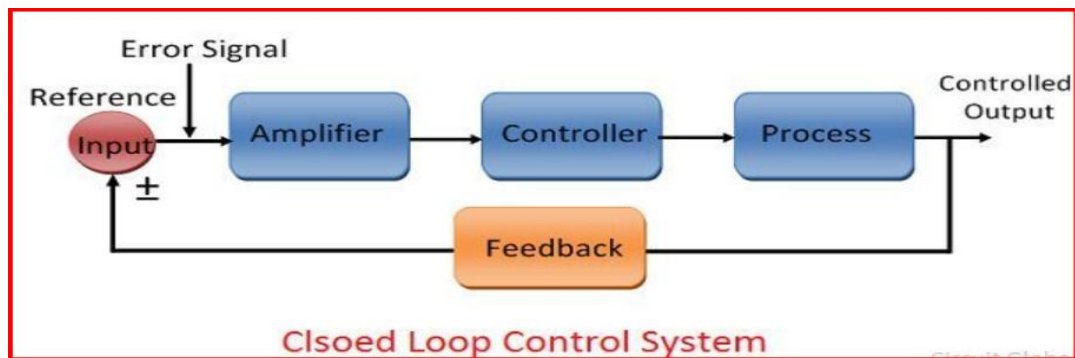 Error Signal
Reference
Input
±
Amplifier
Controller
Process
Controlled
Output
Feedback
Clsoed Loop Control System